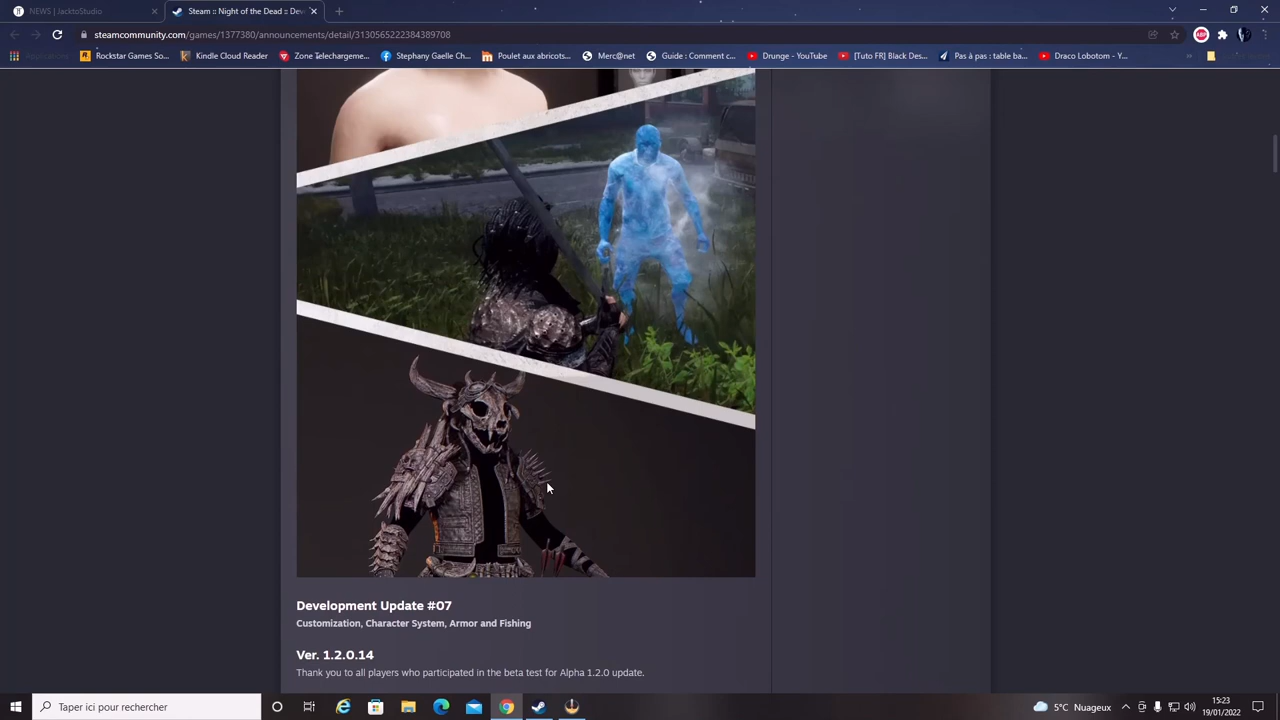 NEWS | JacktoStudio
Steam :: Night of the Dead :: Dev
steamcommunity.com/games/1377380/announcements/detail/3130565222384389708
ABP
Rockstar Games So...
Kindle Cloud Reader
Zone Telechargeme...
Stephany Gaelle Ch...
Poulet aux abricots...
Merc@net
Guide : Comment c...
Drunge - YouTube
[Tuto FR] Black Des...
Pas à pas : table ba...
Draco Lobotom - Y...
Development Update #07
Customization, Character System, Armor and Fishing
Ver. 1.2.0.14
Thank you to all players who participated in the beta test for Alpha 1.2.0 update.
Taper ici pour rechercher
5°C Nuageux
15:23
19/01/2022